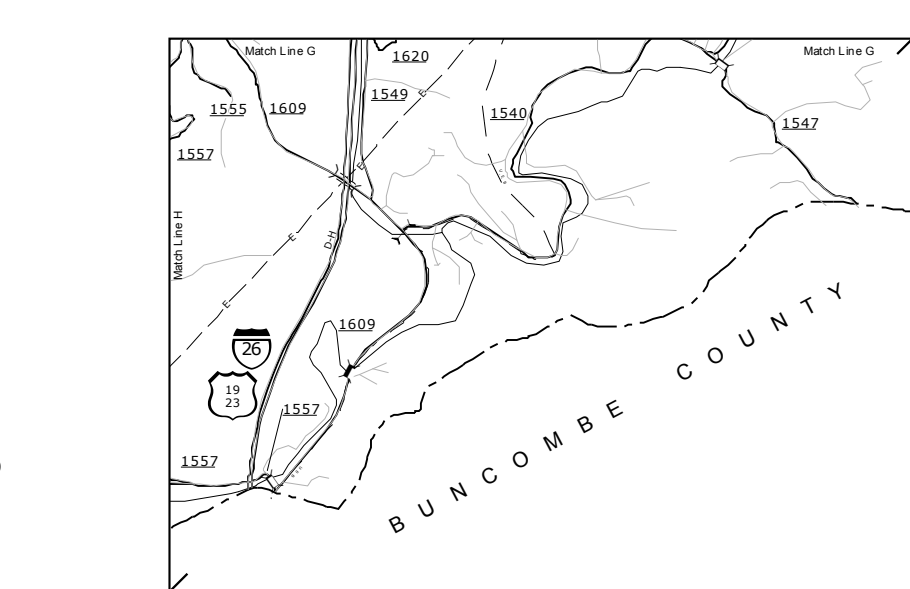 Match Line G
Match Line G
1620
1549
E
1555
1609
1540
1547
1557
E
Match Line H
E
D-H
E
1609
26
19
23
1557
1557
BUNCOMBE COUNTY